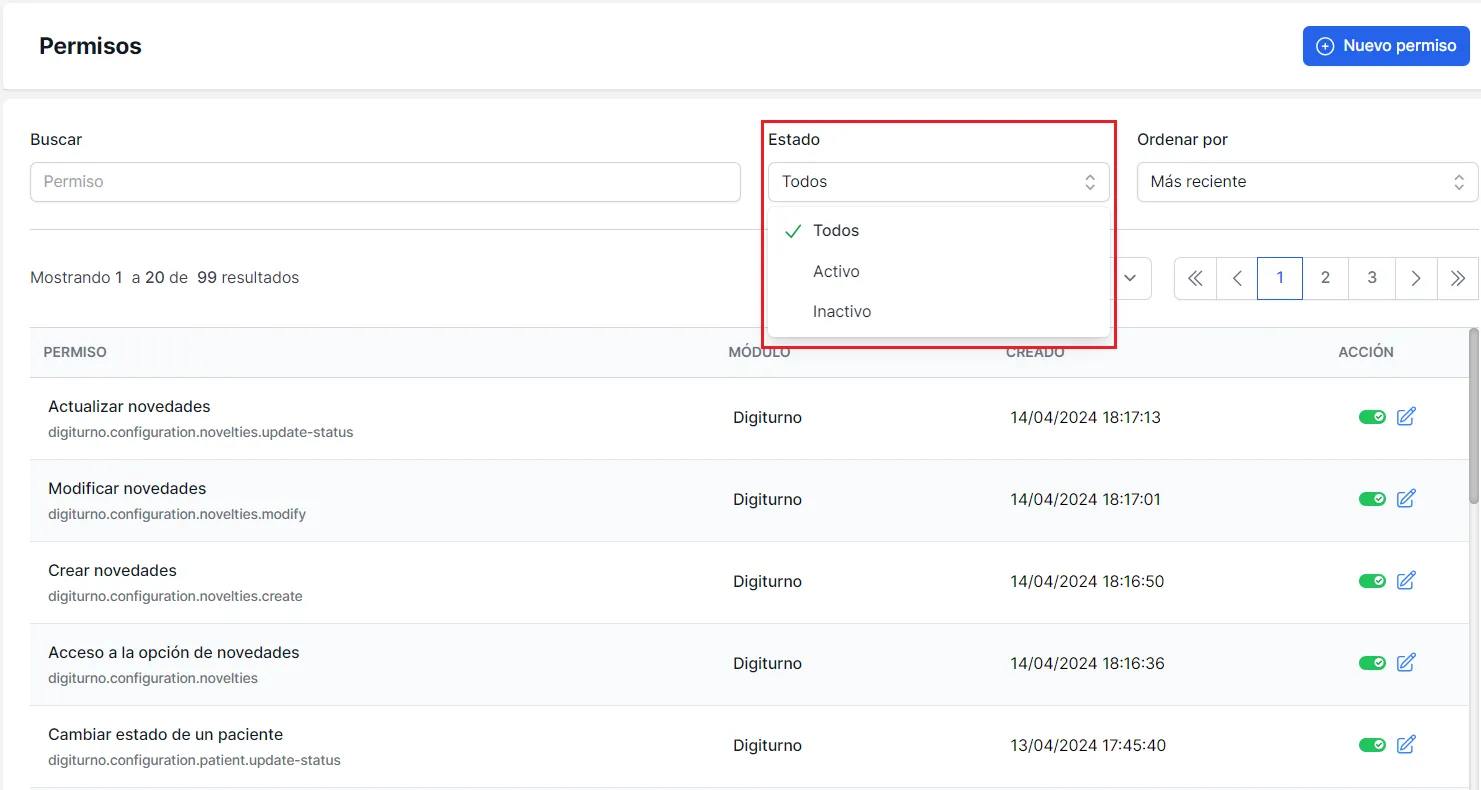 Permisos
Nuevo permiso
Buscar
Estado
Ordenar por
Permiso
Todos
Más reciente
Todos
Activo
Inactivo
Mostrando 1 a 20 de 99 resultados
1 2 3
PERMISO MÓDULO CREADO ACCIÓN
Actualizar novedades
digiturno.configuration.novelties.update-status
Digiturno
14/04/2024 18:17:13
Modificar novedades
digiturno.configuration.novelties.modify
Digiturno
14/04/2024 18:17:01
Crear novedades
digiturno.configuration.novelties.create
Digiturno
14/04/2024 18:16:50
Acceso a la opción de novedades
digiturno.configuration.novelties
Digiturno
14/04/2024 18:16:36
Cambiar estado de un paciente
digiturno.configuration.patient.update-status
Digiturno
13/04/2024 17:45:40